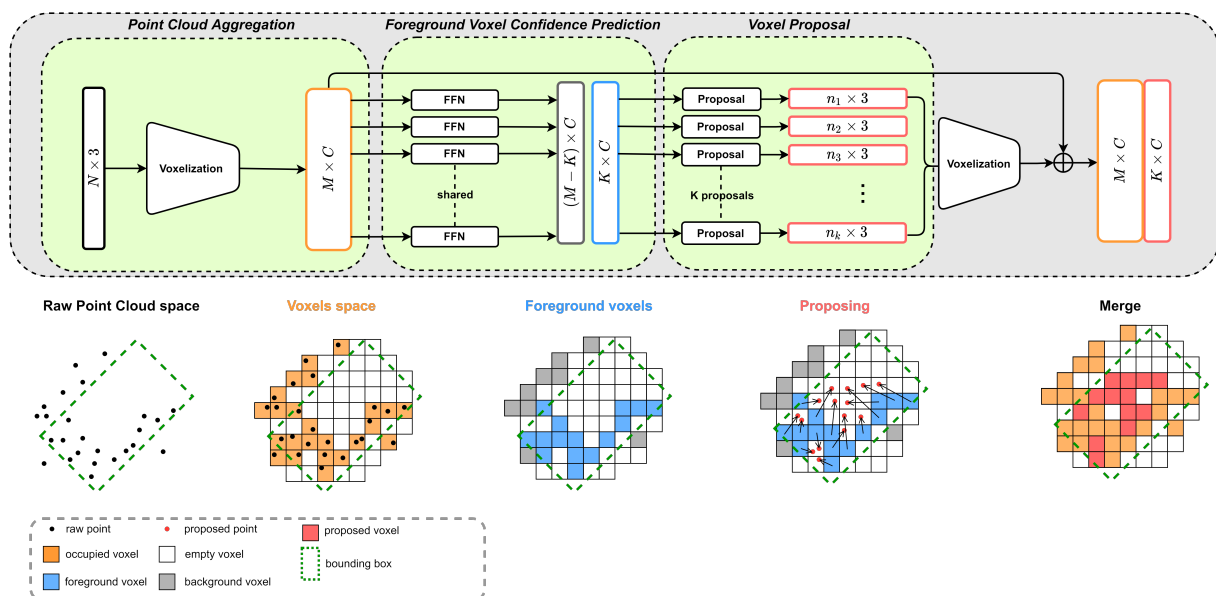 Point Cloud Aggregation
Foreground Voxel Confidence Prediction
Voxel Proposal
N × 3
Voxelization
M × C
FFN
FFN
FFN
shared
FFN
(M − K) × C
K × C
Proposal
Proposal
Proposal
K proposals
Proposal
n₁ × 3
n₂ × 3
n₃ × 3
⋮
nₖ × 3
Voxelization
M × C
K × C
Raw Point Cloud space
Voxels space
Foreground voxels
Proposing
Merge
raw point
proposed point
proposed voxel
occupied voxel
empty voxel
bounding box
foreground voxel
background voxel